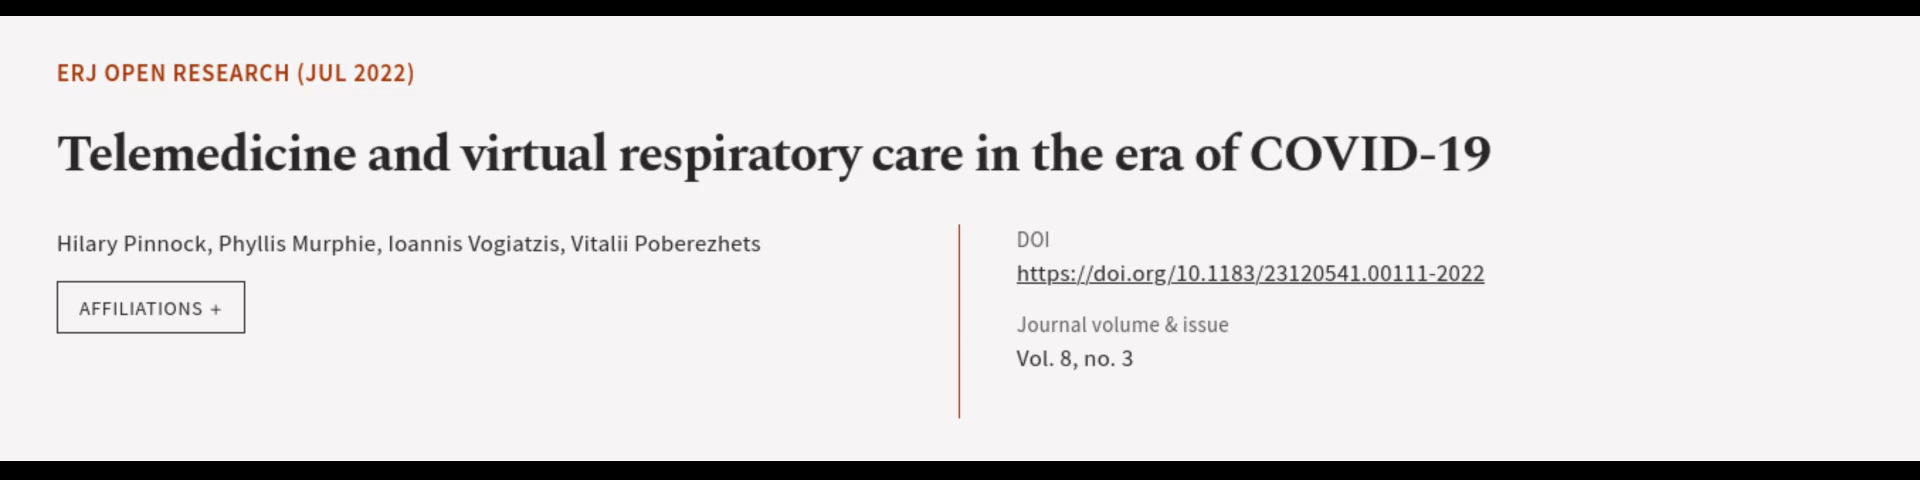 ERJ OPEN RESEARCH (JUL 2022)
Telemedicine and virtual respiratory care in the era of COVID-19
Hilary Pinnock, Phyllis Murphie, Ioannis Vogiatzis, Vitalii Poberezhets
AFFILIATIONS +
DOI
https://doi.org/10.1183/23120541.00111-2022
Journal volume & issue
Vol. 8, no. 3